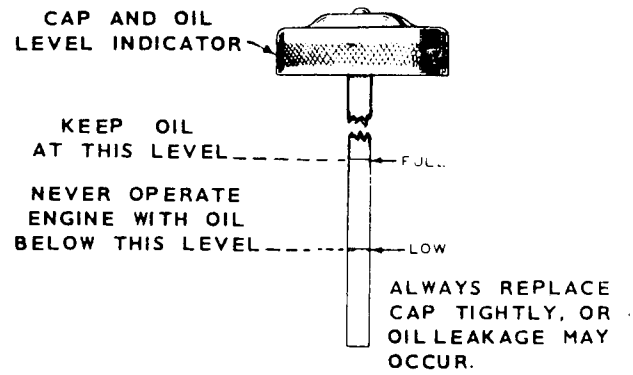 CAP AND OIL
LEVEL INDICATOR
KEEP OIL
AT THIS LEVEL
NEVER OPERATE
ENGINE WITH OIL
BELOW THIS LEVEL
LOW
ALWAYS REPLACE
CAP TIGHTLY, OR
OIL LEAKAGE MAY
OCCUR.